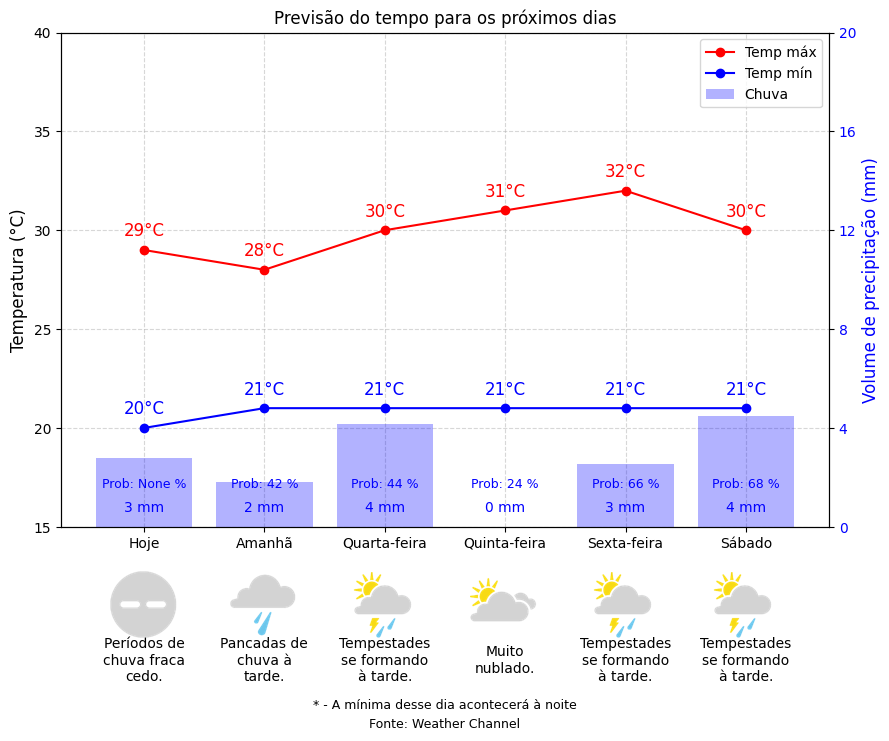 Previsão do tempo para os próximos dias
40
35
30
25
20
15
Temperatura (°C)
20
16
12
8
4
0
Volume de precipitação (mm)
Temp máx
Temp mín
Chuva
29°C
28°C
30°C
31°C
32°C
30°C
20°C
21°C
21°C
21°C
21°C
21°C
Prob: None %
Prob: 42 %
Prob: 44 %
Prob: 24 %
Prob: 66 %
Prob: 68 %
3 mm
2 mm
4 mm
0 mm
3 mm
4 mm
Hoje
Amanhã
Quarta-feira
Quinta-feira
Sexta-feira
Sábado
Períodos de
chuva fraca
cedo.
Pancadas de
chuva à
tarde.
Tempestades
se formando
à tarde.
Muito
nublado.
Tempestades
se formando
à tarde.
Tempestades
se formando
à tarde.
* - A mínima desse dia acontecerá à noite
Fonte: Weather Channel